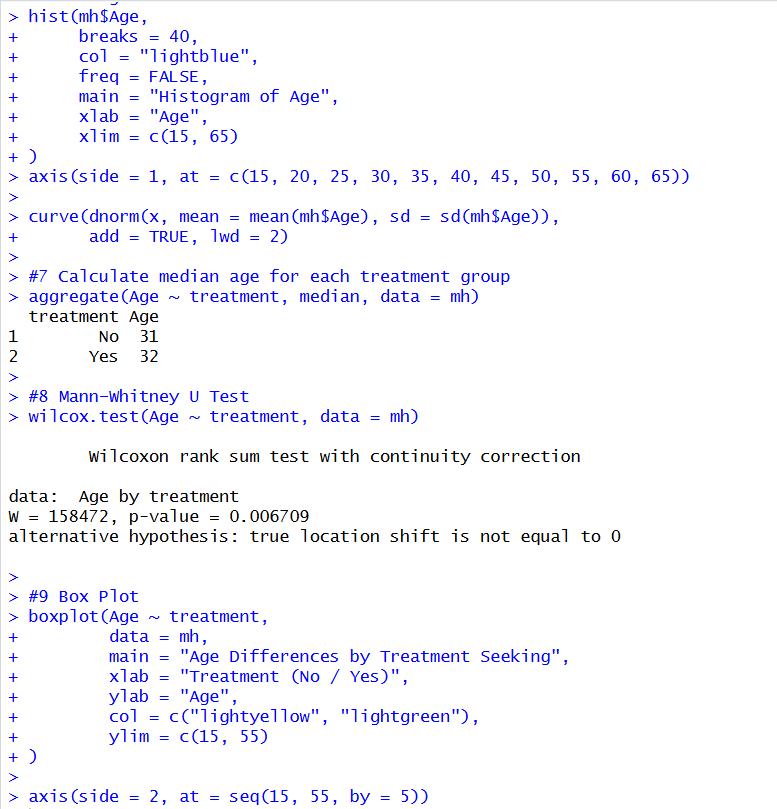 > hist(mh$Age,
+      breaks = 40,
+      col = "lightblue",
+      freq = FALSE,
+      main = "Histogram of Age",
+      xlab = "Age",
+      xlim = c(15, 65)
+ )
> axis(side = 1, at = c(15, 20, 25, 30, 35, 40, 45, 50, 55, 60, 65))
>
> curve(dnorm(x, mean = mean(mh$Age), sd = sd(mh$Age)),
+       add = TRUE, lwd = 2)
>
> #7 Calculate median age for each treatment group
> aggregate(Age ~ treatment, median, data = mh)
  treatment Age
1        No  31
2       Yes  32
>
> #8 Mann-Whitney U Test
> wilcox.test(Age ~ treatment, data = mh)

        Wilcoxon rank sum test with continuity correction

data:  Age by treatment
W = 158472, p-value = 0.006709
alternative hypothesis: true location shift is not equal to 0

>
> #9 Box Plot
> boxplot(Age ~ treatment,
+         data = mh,
+         main = "Age Differences by Treatment Seeking",
+         xlab = "Treatment (No / Yes)",
+         ylab = "Age",
+         col = c("lightyellow", "lightgreen"),
+         ylim = c(15, 55)
+ )
>
> axis(side = 2, at = seq(15, 55, by = 5))